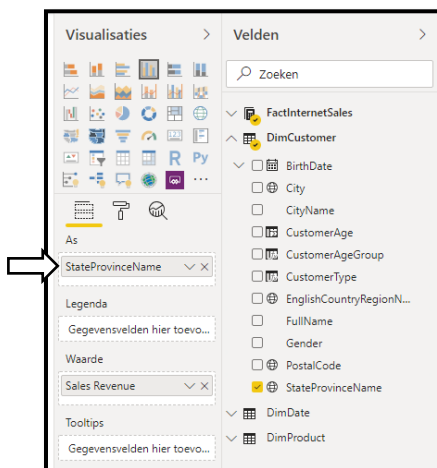 Visualisaties
As
StateProvinceName
Legenda
Gegevensvelden hier toevo...
Waarde
Sales Revenue
Tooltips
Gegevensvelden hier toevo...
Velden
Zoeken
FactInternetSales
DimCustomer
BirthDate
City
CityName
CustomerAge
CustomerAgeGroup
CustomerType
EnglishCountryRegionN...
FullName
Gender
PostalCode
StateProvinceName
DimDate
DimProduct
R Py
123